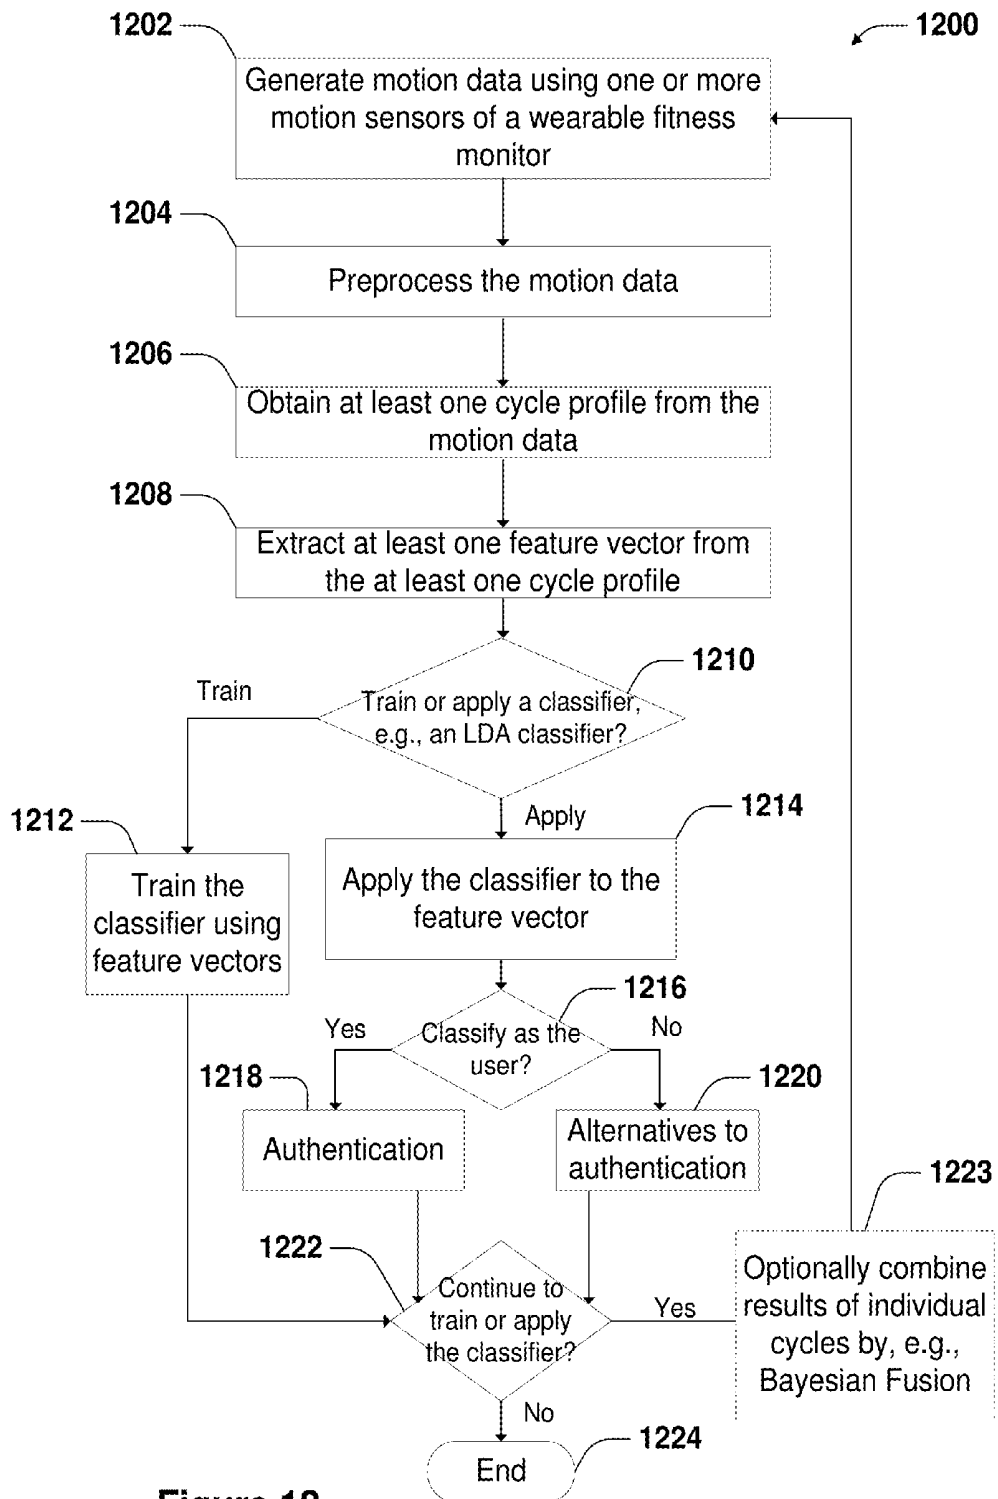 1202
1200
Generate motion data using one or more
motion sensors of a wearable fitness
monitor
1204
Preprocess the motion data
1206
Obtain at least one cycle profile from the
motion data
1208
Extract at least one feature vector from
the at least one cycle profile
1210
Train
Train or apply a classifier,
e.g., an LDA classifier?
1212
Apply
1214
Train the
classifier using
feature vectors
Apply the classifier to the
feature vector
1216
Yes
Classify as the
user?
No
1218
1220
Authentication
Alternatives to
authentication
1223
1222
Continue to
train or apply
the classifier?
Yes
Optionally combine
results of individual
cycles by, e.g.,
Bayesian Fusion
No
1224
End
Figure 12